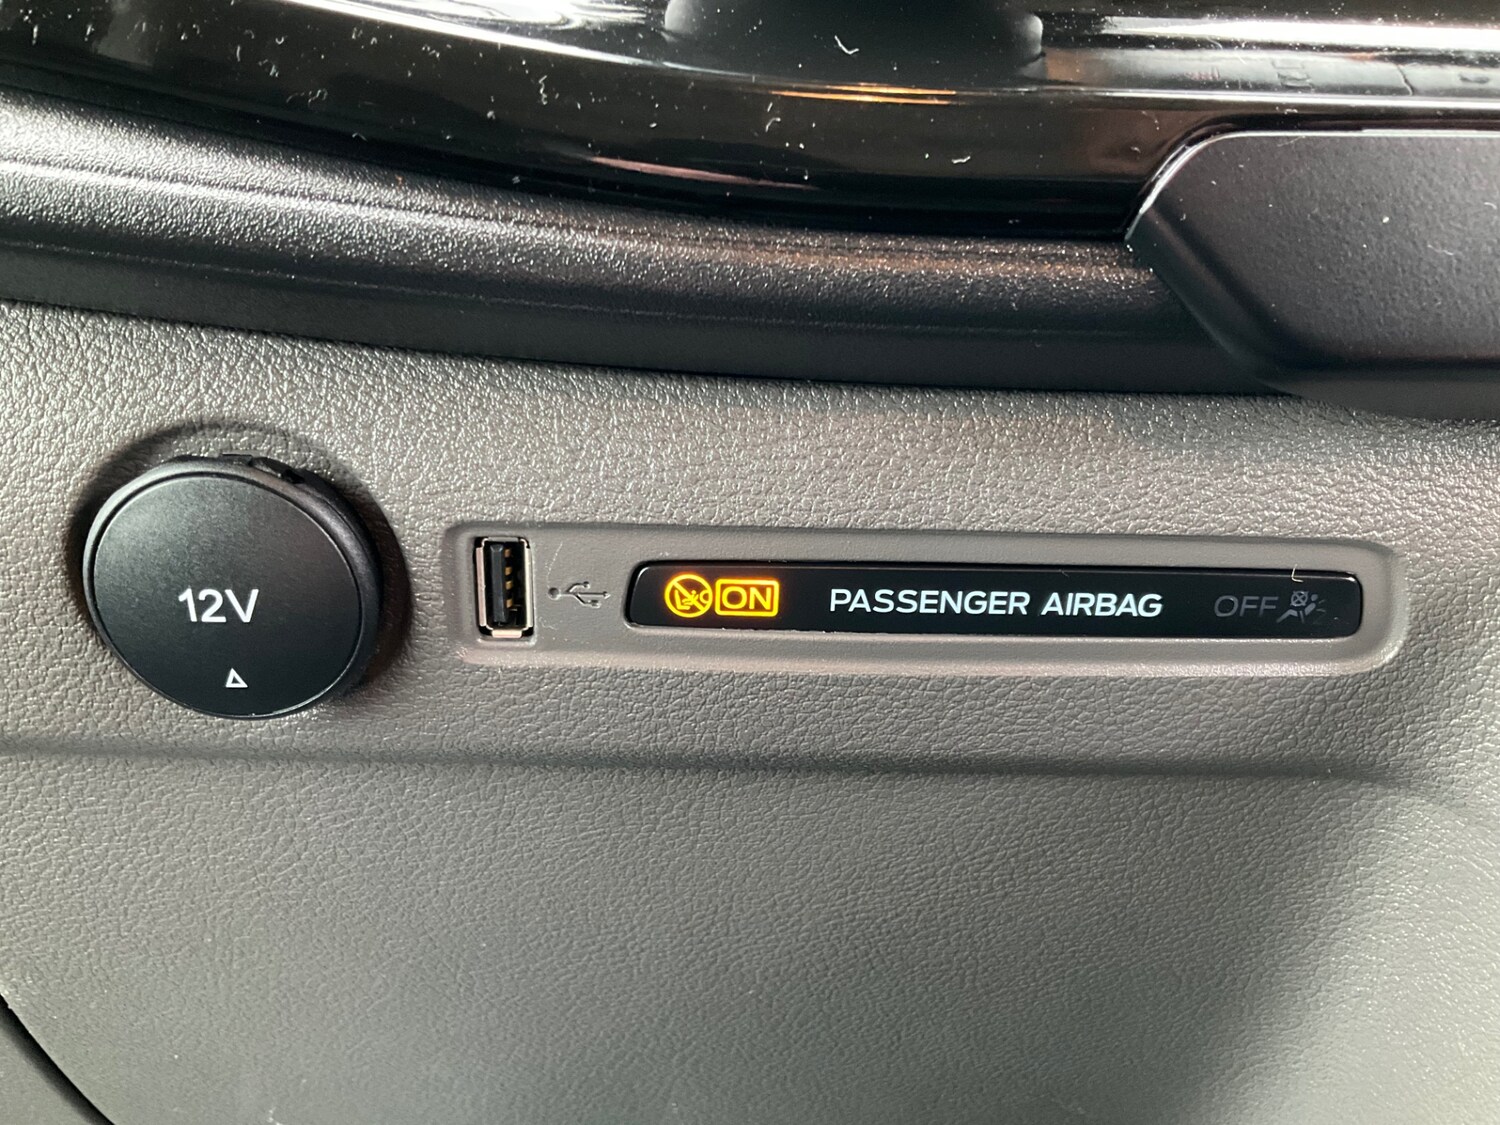 12V
ON PASSENGER AIRBAG OFF